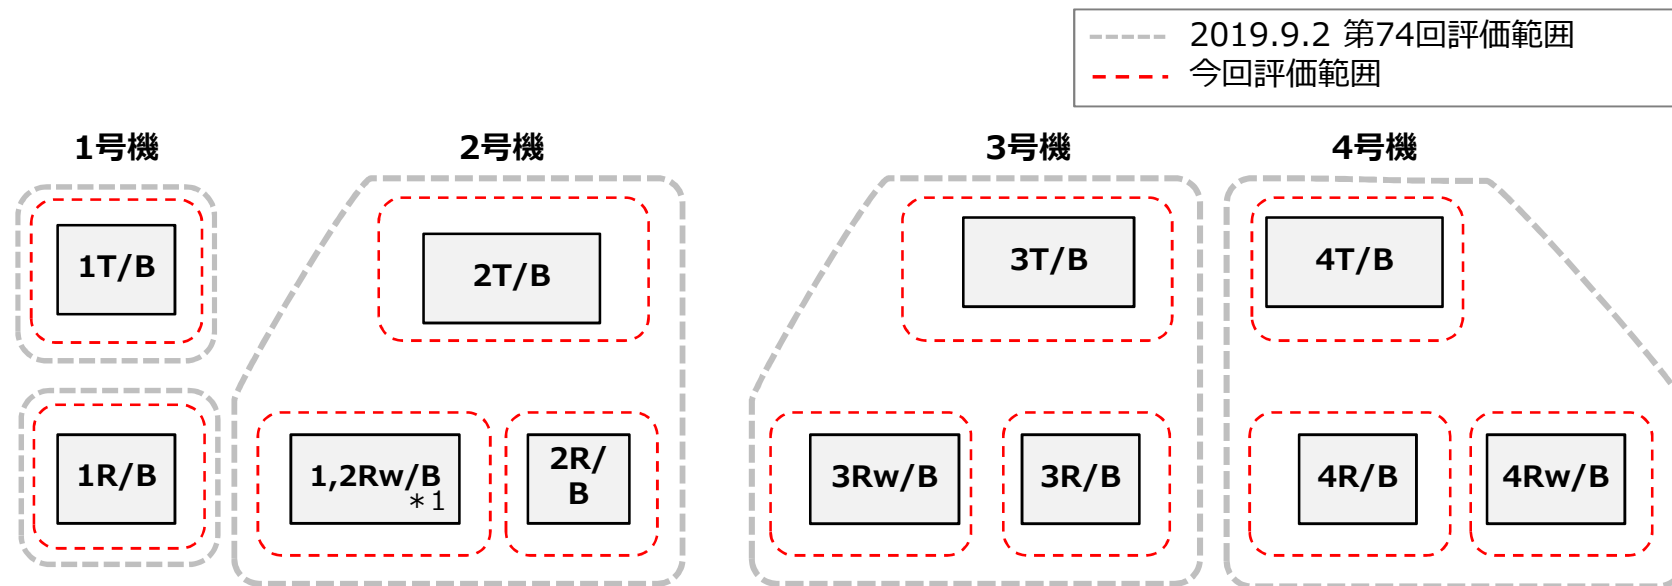 2019.9.2 第74回評価範囲
今回評価範囲
1号機
2号機
3号機
4号機
1T/B
2T/B
3T/B
4T/B
1R/B
1,2Rw/B
＊1
2R/
B
3Rw/B
3R/B
4R/B
4Rw/B